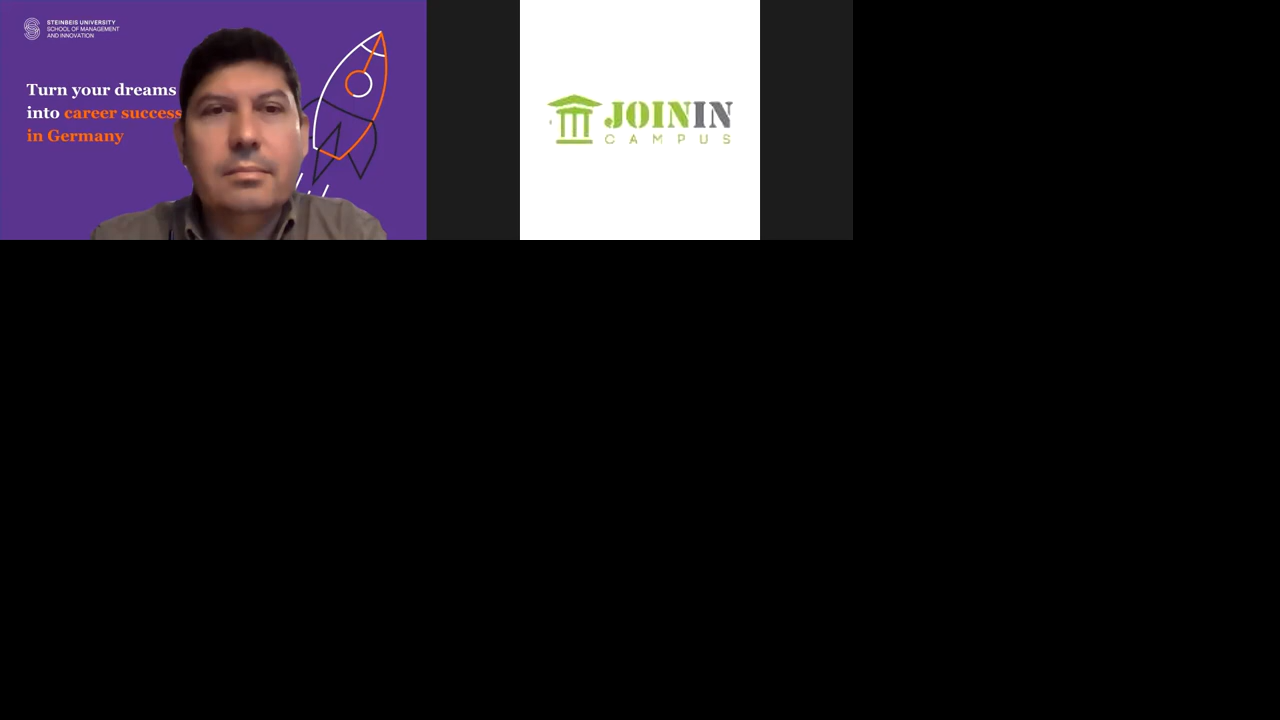 STEINBEIS UNIVERSITY
SCHOOL OF MANAGEMENT
AND INNOVATION
Turn your dreams
into career success
in Germany
JOININ
CAMPUS